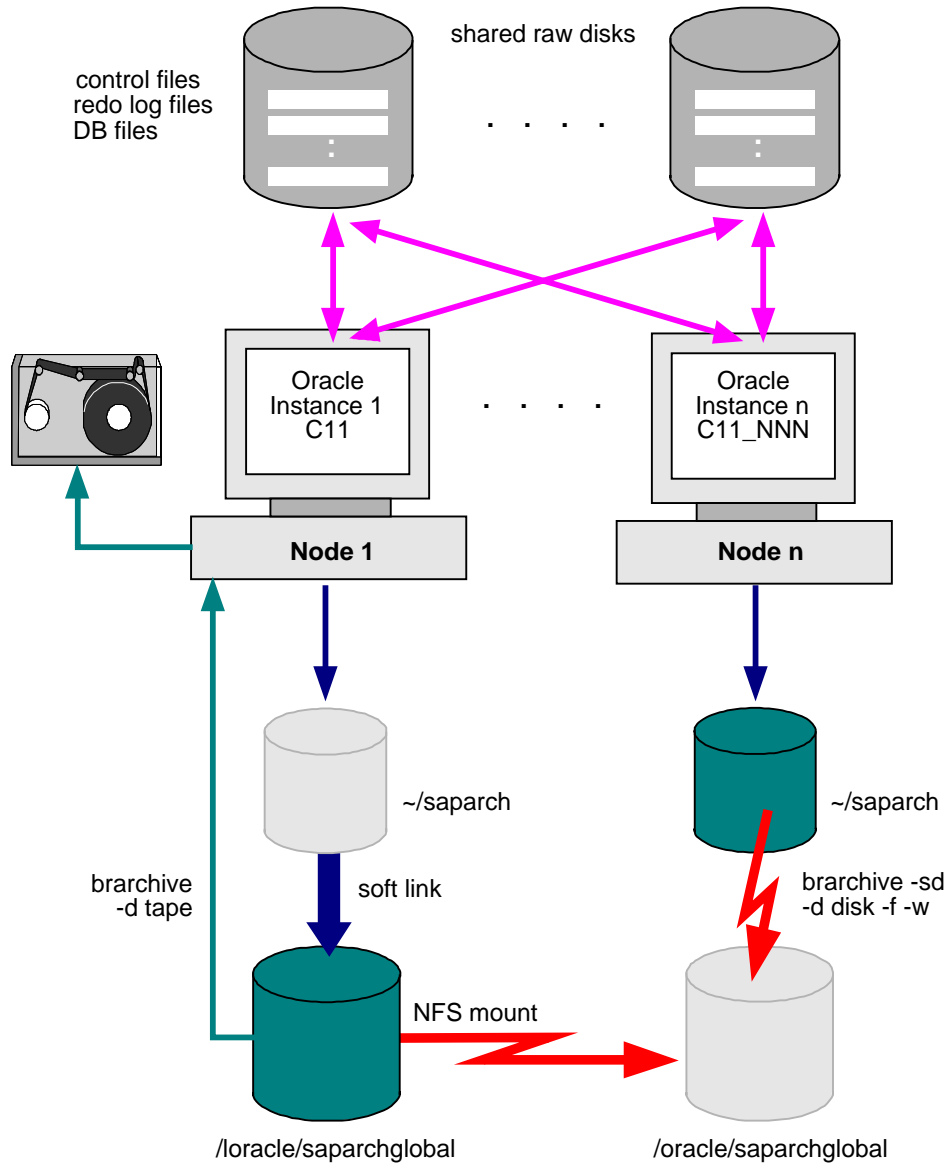 shared raw disks
control files
redo log files
DB files
. . . .
Oracle
Instance 1
C11
. . . .
Oracle
Instance n
C11_NNN
Node 1
Node n
~/saparch
~/saparch
brarchive
-d tape
soft link
brarchive -sd
-d disk -f -w
NFS mount
/loracle/saparchglobal
/oracle/saparchglobal